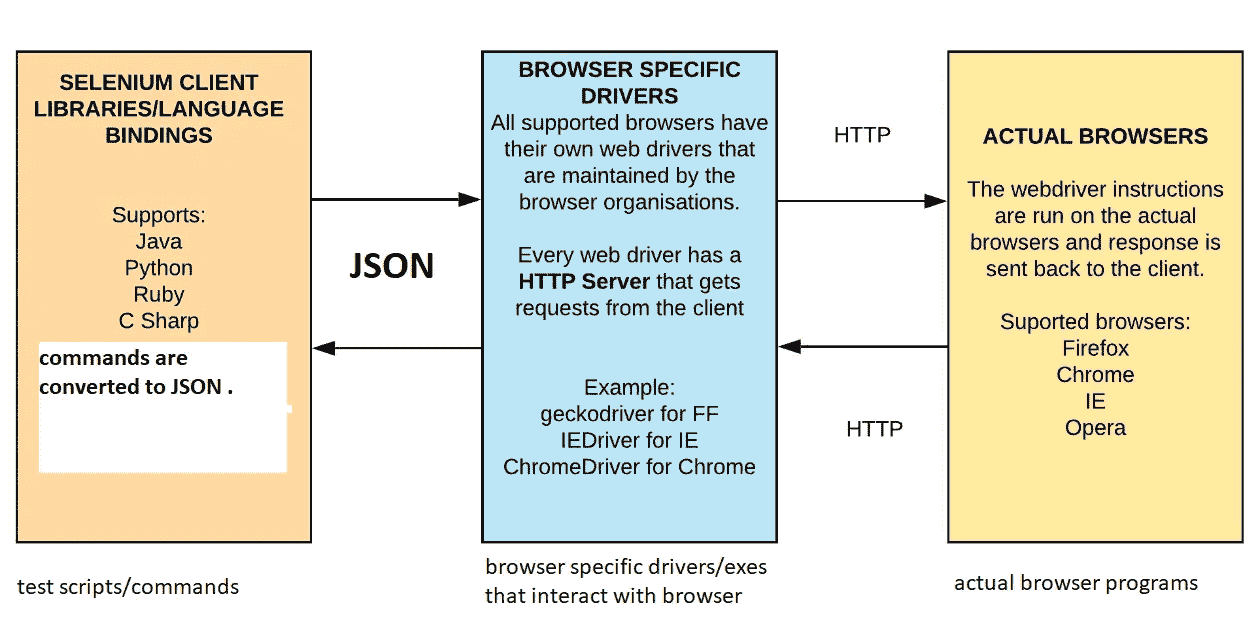 SELENIUM CLIENT
LIBRARIES/LANGUAGE
BINDINGS
Supports:
Java
Python
Ruby
C Sharp
commands are
converted to JSON .
test scripts/commands
JSON
BROWSER SPECIFIC
DRIVERS
All supported browsers have
their own web drivers that
are maintained by the
browser organisations.
Every web driver has a
HTTP Server that gets
requests from the client
Example:
geckodriver for FF
IEDriver for IE
ChromeDriver for Chrome
browser specific drivers/exes
that interact with browser
HTTP
HTTP
ACTUAL BROWSERS
The webdriver instructions
are run on the actual
browsers and response is
sent back to the client.
Suported browsers:
Firefox
Chrome
IE
Opera
actual browser programs